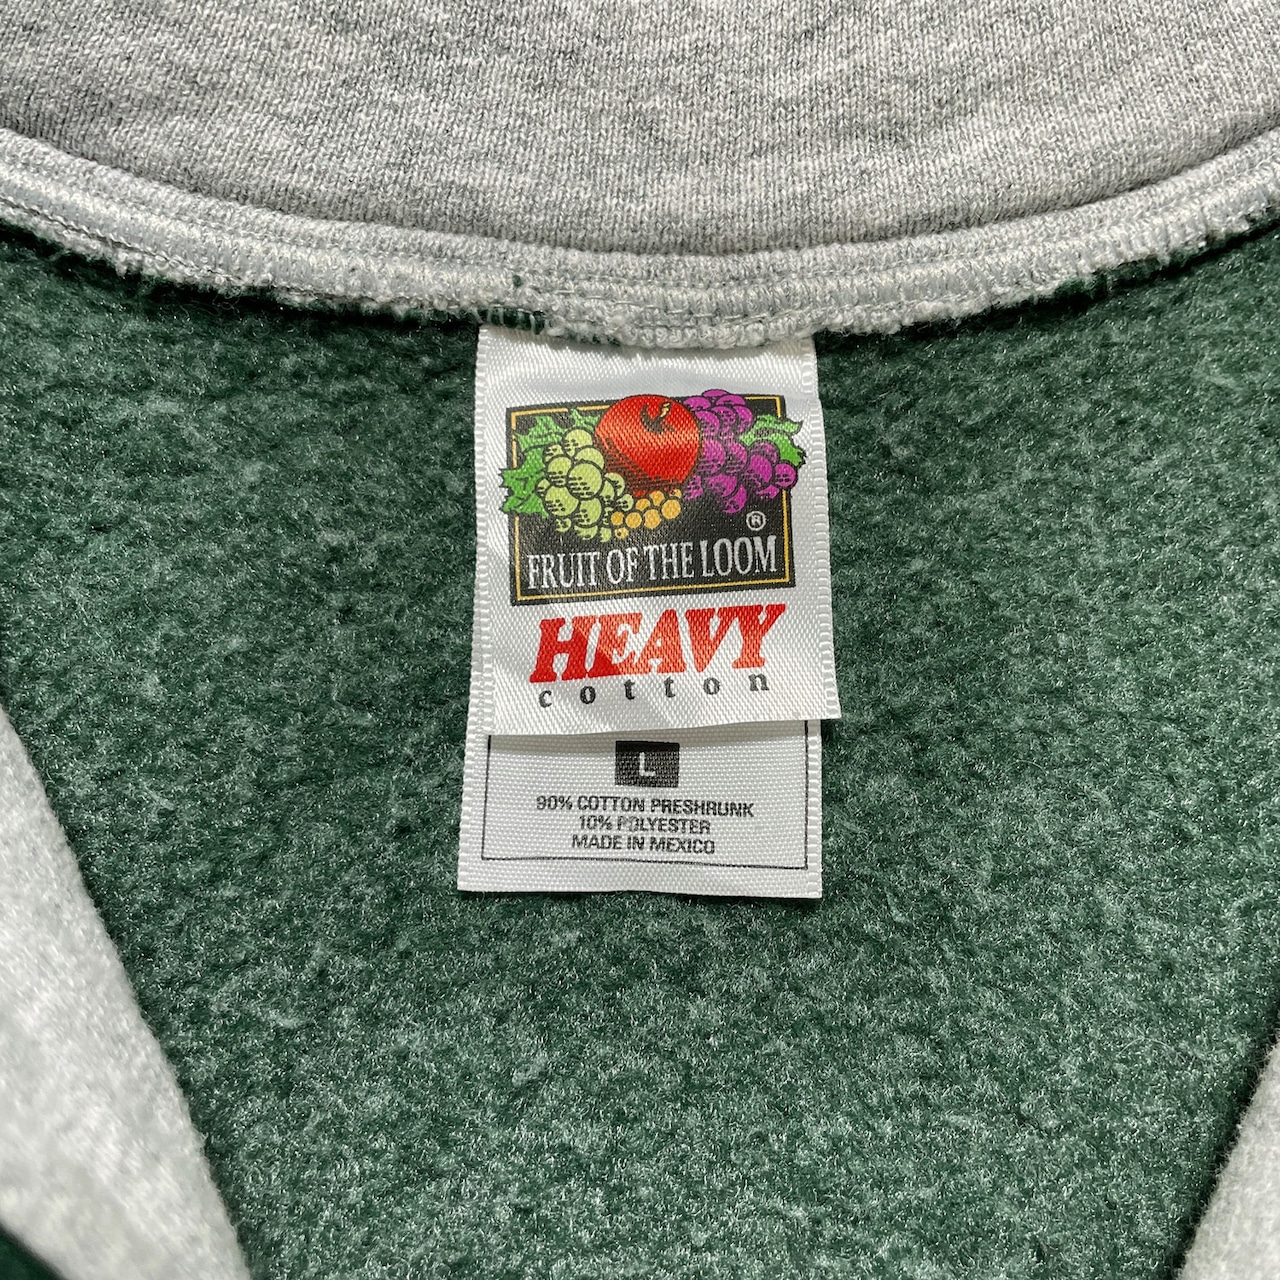 ®
FRUIT OF THE LOOM
HEAVY
cotton
L
90% COTTON PRESHRUNK
10% POLYESTER
MADE IN MEXICO